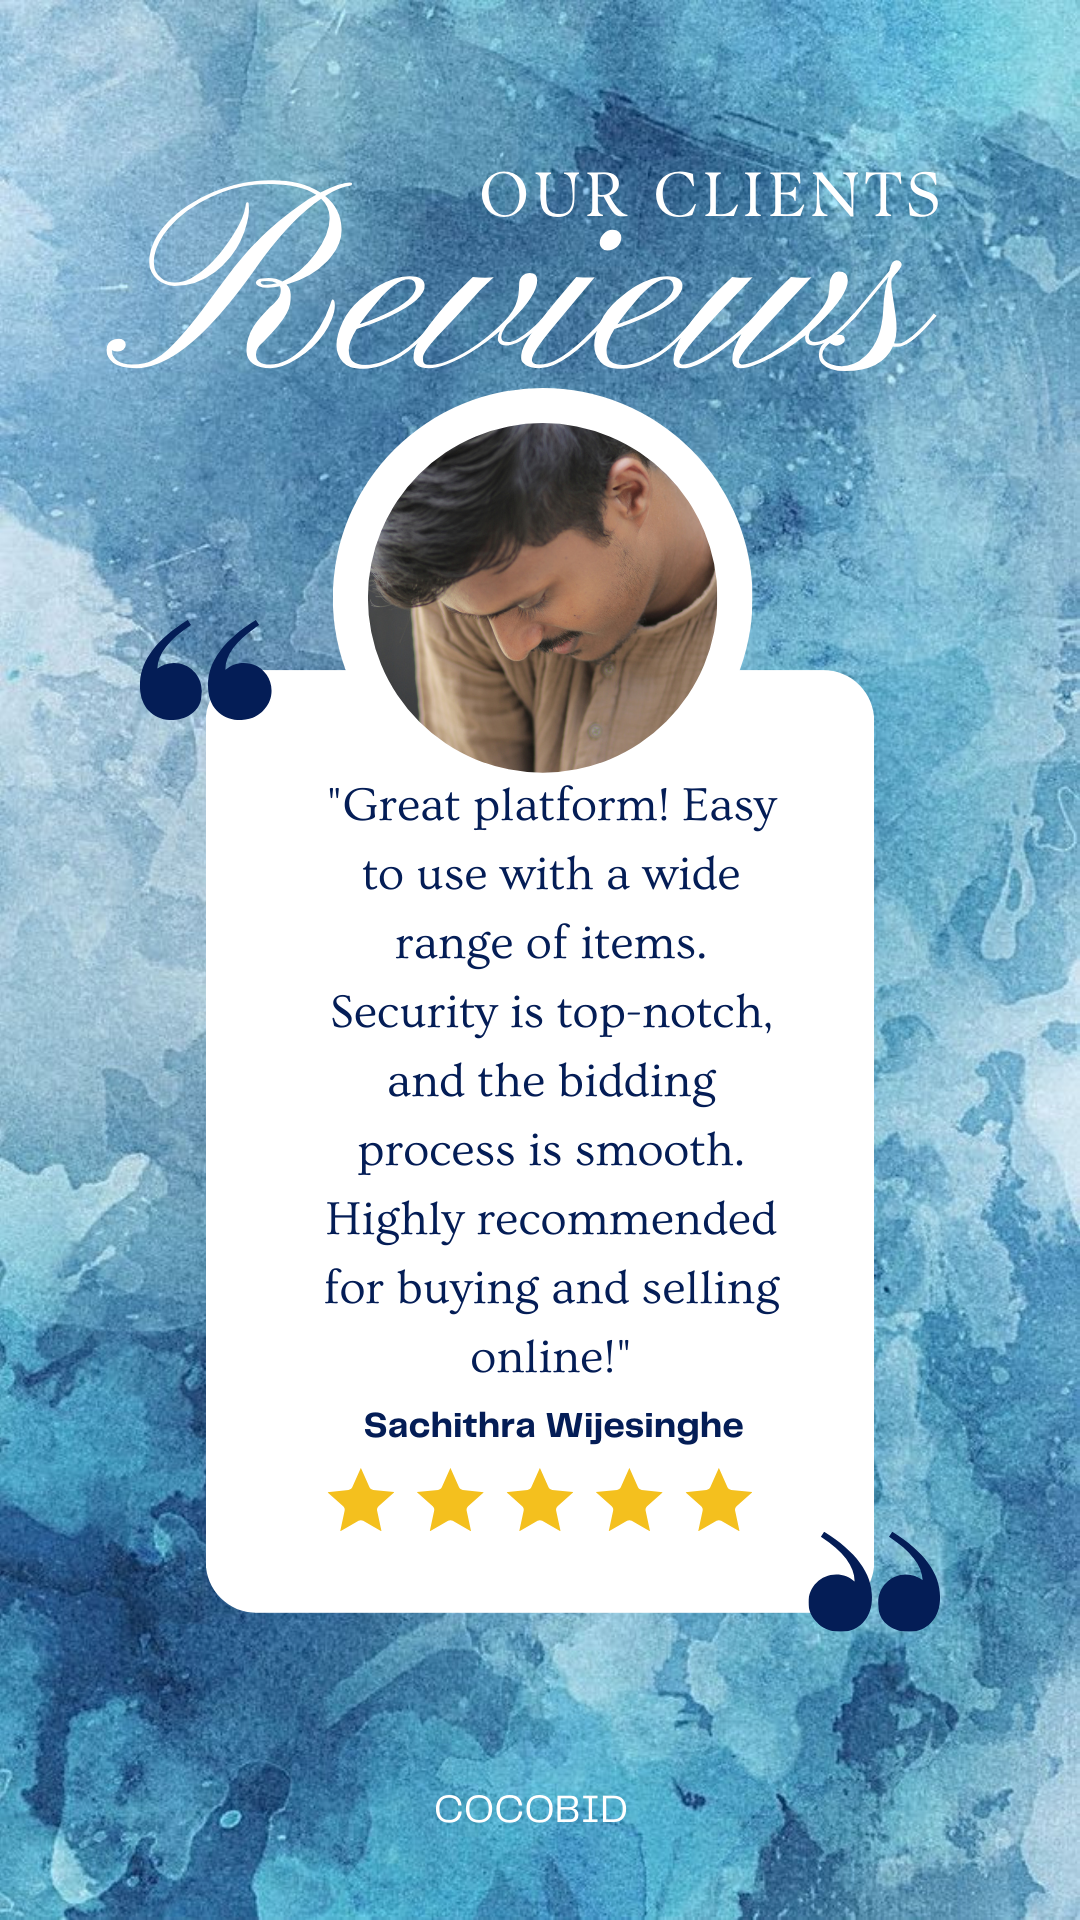 OUR CLIENTS
Reviews
"Great platform! Easy
to use with a wide
range of items.
Security is top-notch,
and the bidding
process is smooth.
Highly recommended
for buying and selling
online!"
Sachithra Wijesinghe
COCOBID